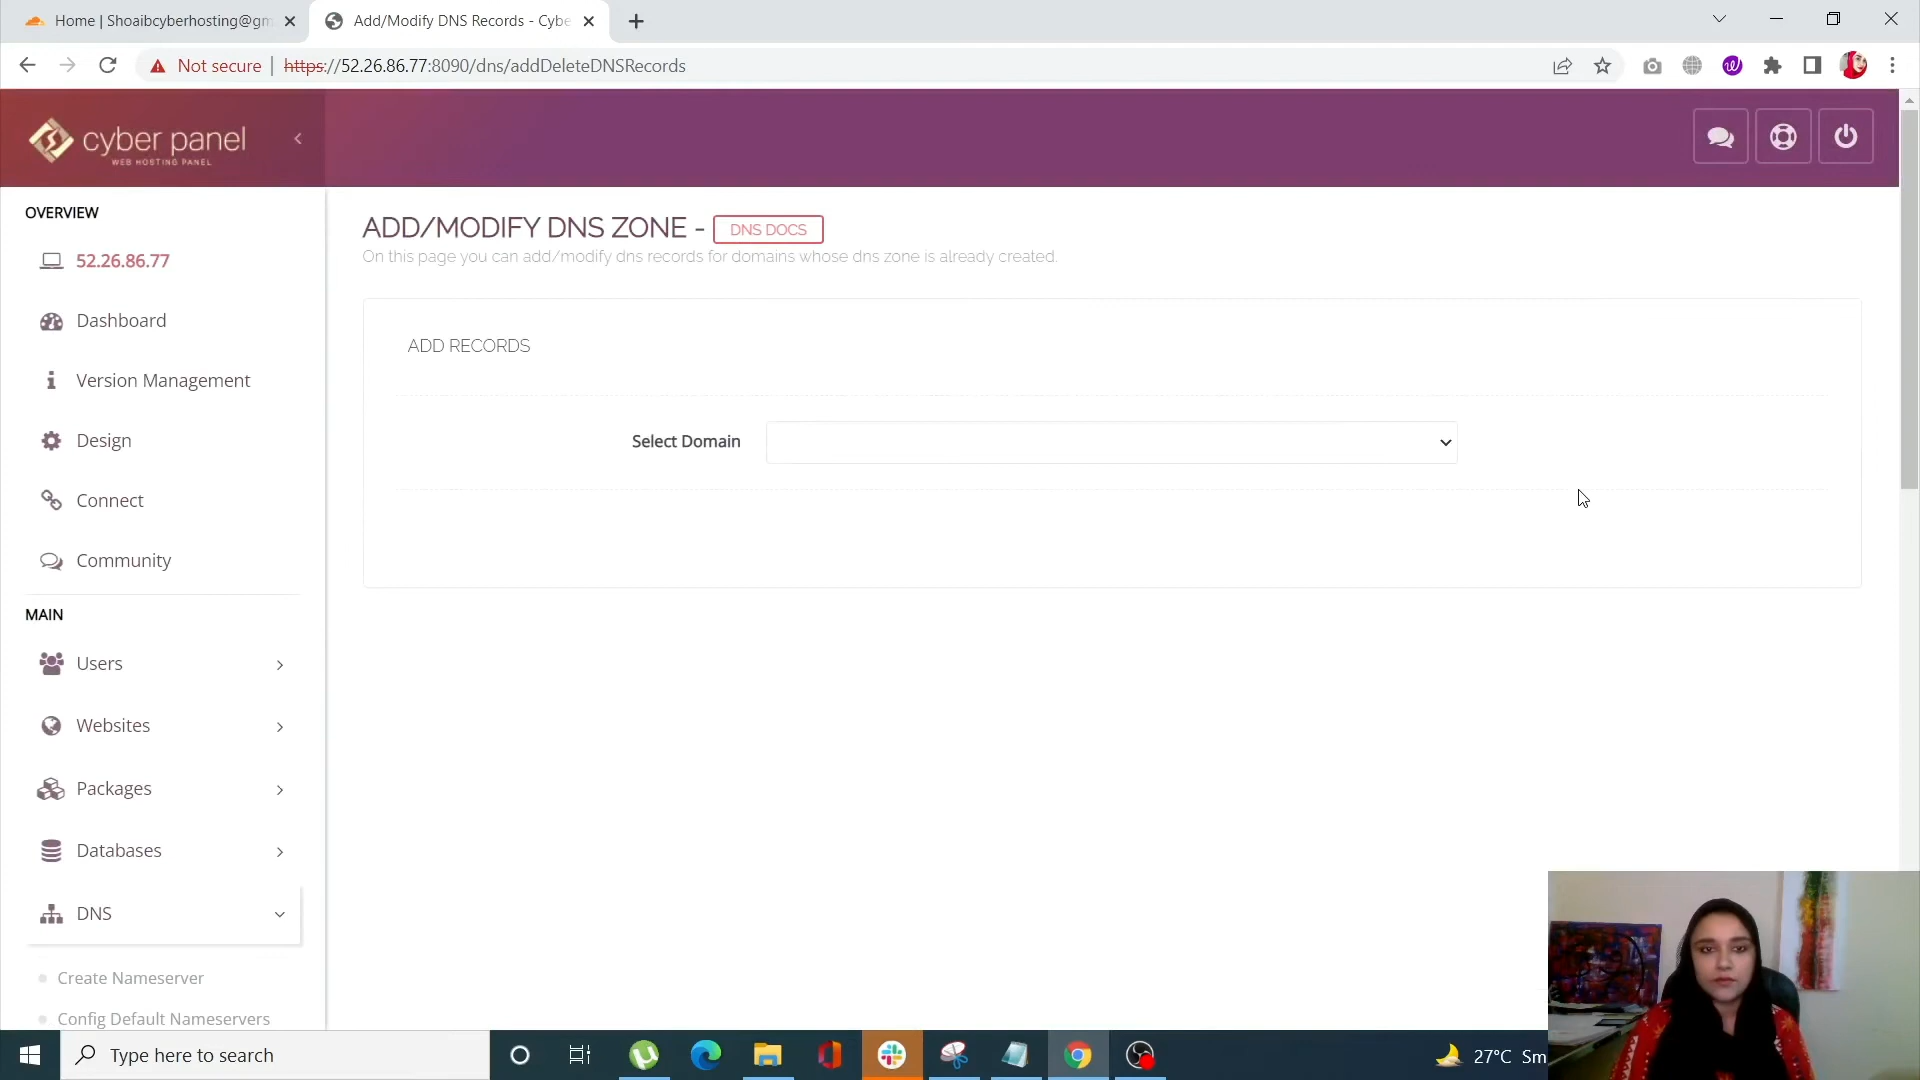 Home | Shoaibcyberhosting@gm
Add/Modify DNS Records - Cybe
Not secure | https://52.26.86.77:8090/dns/addDeleteDNSRecords
cyber panel
WEB HOSTING PANEL
OVERVIEW
52.26.86.77
Dashboard
Version Management
Design
Connect
Community
MAIN
Users
Websites
Packages
Databases
DNS
Create Nameserver
Config Default Nameservers
ADD/MODIFY DNS ZONE - DNS DOCS
On this page you can add/modify dns records for domains whose dns zone is already created.
ADD RECORDS
Select Domain
Type here to search
27°C Sm